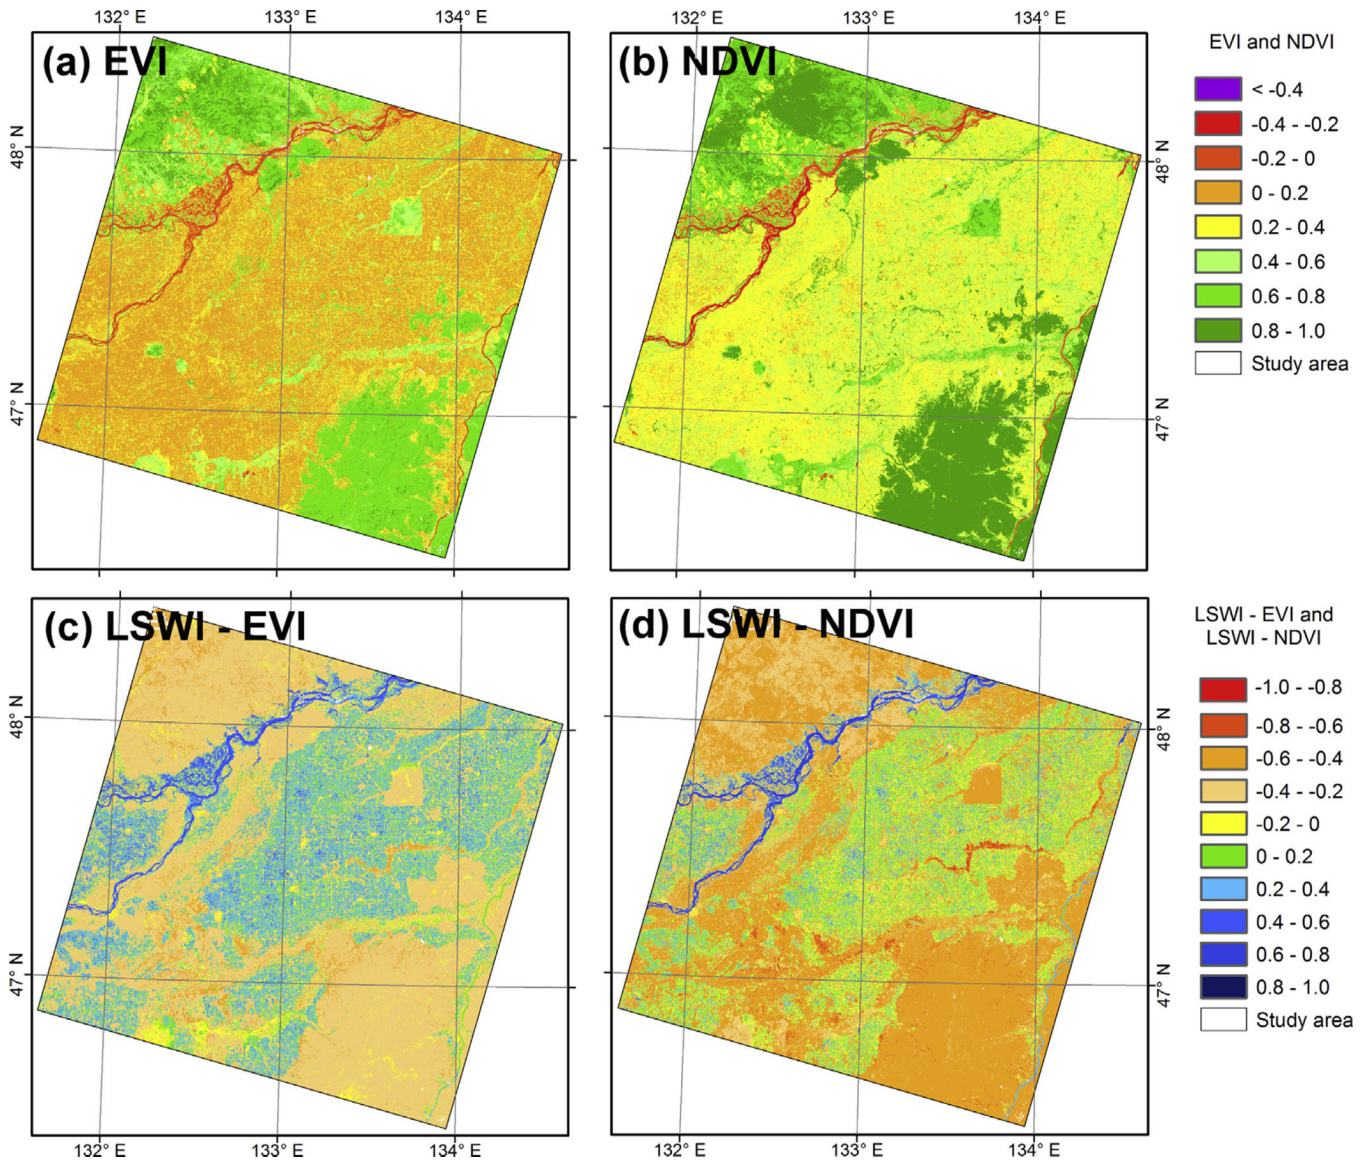 132° E 133° E 134° E 132° E 133° E 134° E
(a) EVI
(b) NDVI
48° N
47° N
48° N
47° N
EVI and NDVI
< -0.4
-0.4 - -0.2
-0.2 - 0
0 - 0.2
0.2 - 0.4
0.4 - 0.6
0.6 - 0.8
0.8 - 1.0
Study area
(c) LSWI - EVI
(d) LSWI - NDVI
48° N
47° N
48° N
47° N
LSWI - EVI and
LSWI - NDVI
-1.0 - -0.8
-0.8 - -0.6
-0.6 - -0.4
-0.4 - -0.2
-0.2 - 0
0 - 0.2
0.2 - 0.4
0.4 - 0.6
0.6 - 0.8
0.8 - 1.0
Study area
132° E 133° E 134° E 132° E 133° E 134° E